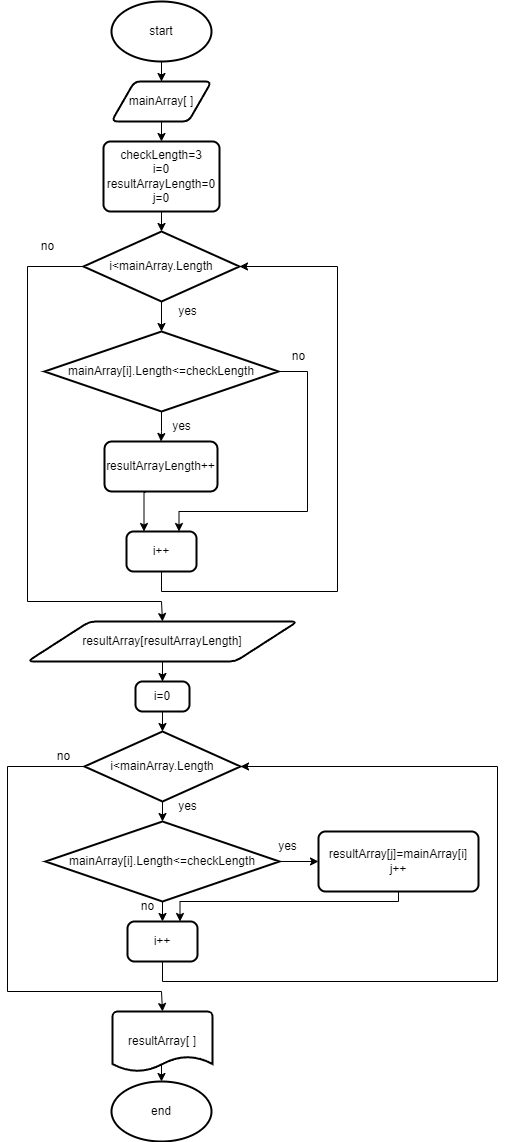 start
mainArray[ ]
checkLength=3
i=0
resultArrayLength=0
j=0
no
i<mainArray.Length
yes
no
mainArray[i].Length<=checkLength
yes
resultArrayLength++
i++
resultArray[resultArrayLength]
i=0
no
i<mainArray.Length
yes
yes
mainArray[i].Length<=checkLength
resultArray[j]=mainArray[i]
j++
no
i++
resultArray[ ]
end